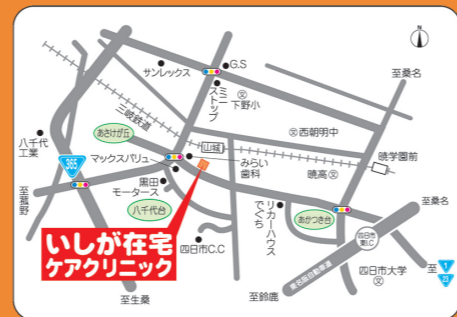 N
サンレックス
G.S
ミニ
ストップ
下野小
至桑名
三岐鉄道
あさけが丘
山城
西朝明中
八千代
工業
365
マックスバリュ
みらい
歯科
暁高
暁学園前
至菰野
黒田
モータース
八千代台
リカーハウス
でぐち
あかつき台
至桑名
いしが在宅
ケアクリニック
四日市C.C
四日市
東I.C
東名阪自動車道
四日市大学
至
1
23
至生桑
至鈴鹿